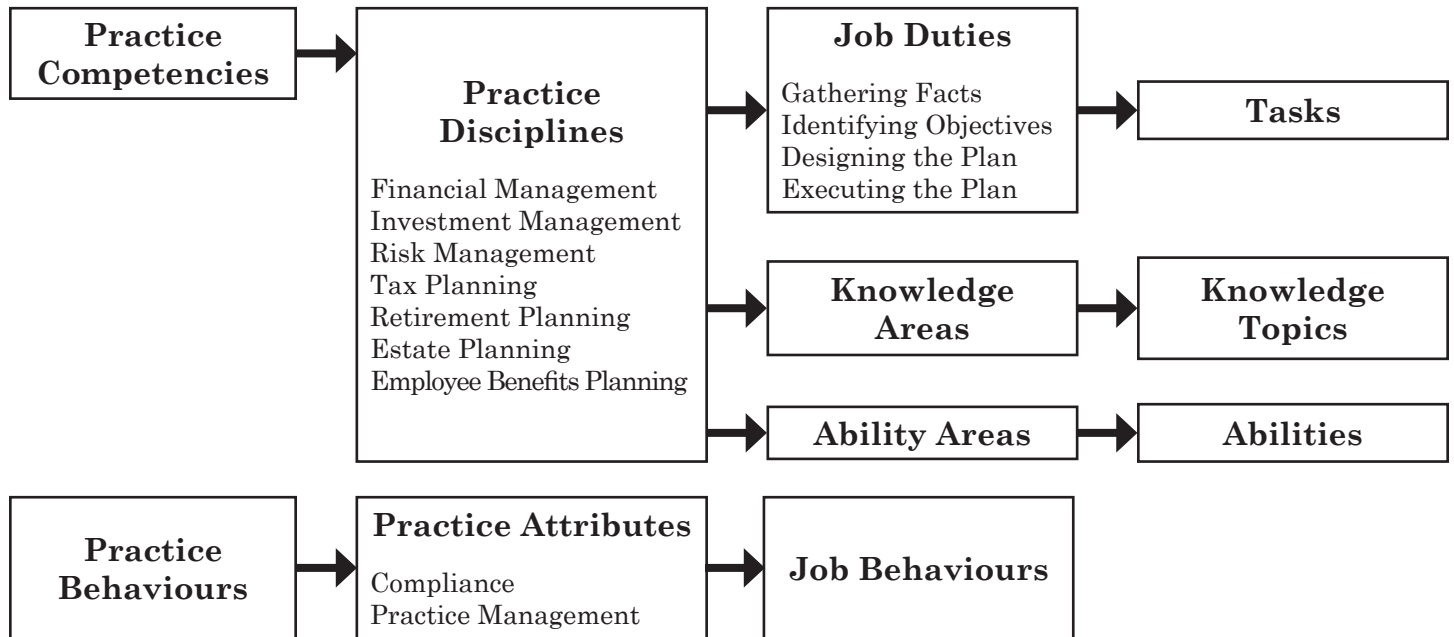 Practice
Competencies
Practice
Disciplines
Financial Management
Investment Management
Risk Management
Tax Planning
Retirement Planning
Estate Planning
Employee Benefits Planning
Job Duties
Gathering Facts
Identifying Objectives
Designing the Plan
Executing the Plan
Tasks
Knowledge
Areas
Knowledge
Topics
Ability Areas
Abilities
Practice
Behaviours
Practice Attributes
Compliance
Practice Management
Job Behaviours